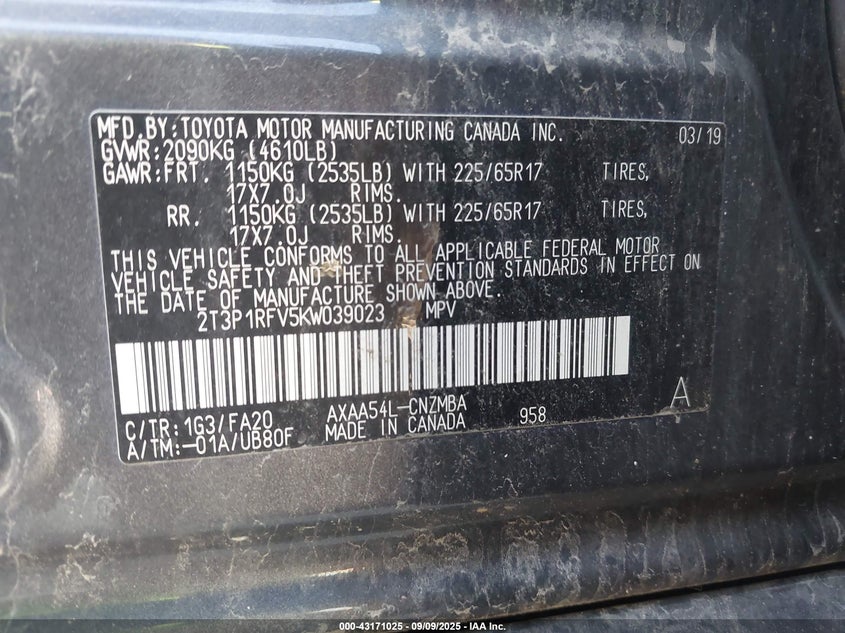 MFD.BY:TOYOTA MOTOR MANUFACTURING CANADA INC. 03/19
GVWR:2090KG (4610LB)
GAWR:FRT. 1150KG (2535LB) WITH 225/65R17 TIRES,
17X7.0J RIMS.
RR. 1150KG (2535LB) WITH 225/65R17 TIRES,
17X7.0J RIMS.
THIS VEHICLE CONFORMS TO ALL APPLICABLE FEDERAL MOTOR
VEHICLE SAFETY AND THEFT PREVENTION STANDARDS IN EFFECT ON
THE DATE OF MANUFACTURE SHOWN ABOVE.
2T3P1RFV5KW039023 MPV
A
C/TR:1G3/FA20 AXAA54L-CNZMBA
A/TM:-01A/UB80F MADE IN CANADA 958
000-43171025 - 09/09/2025 - IAA Inc.